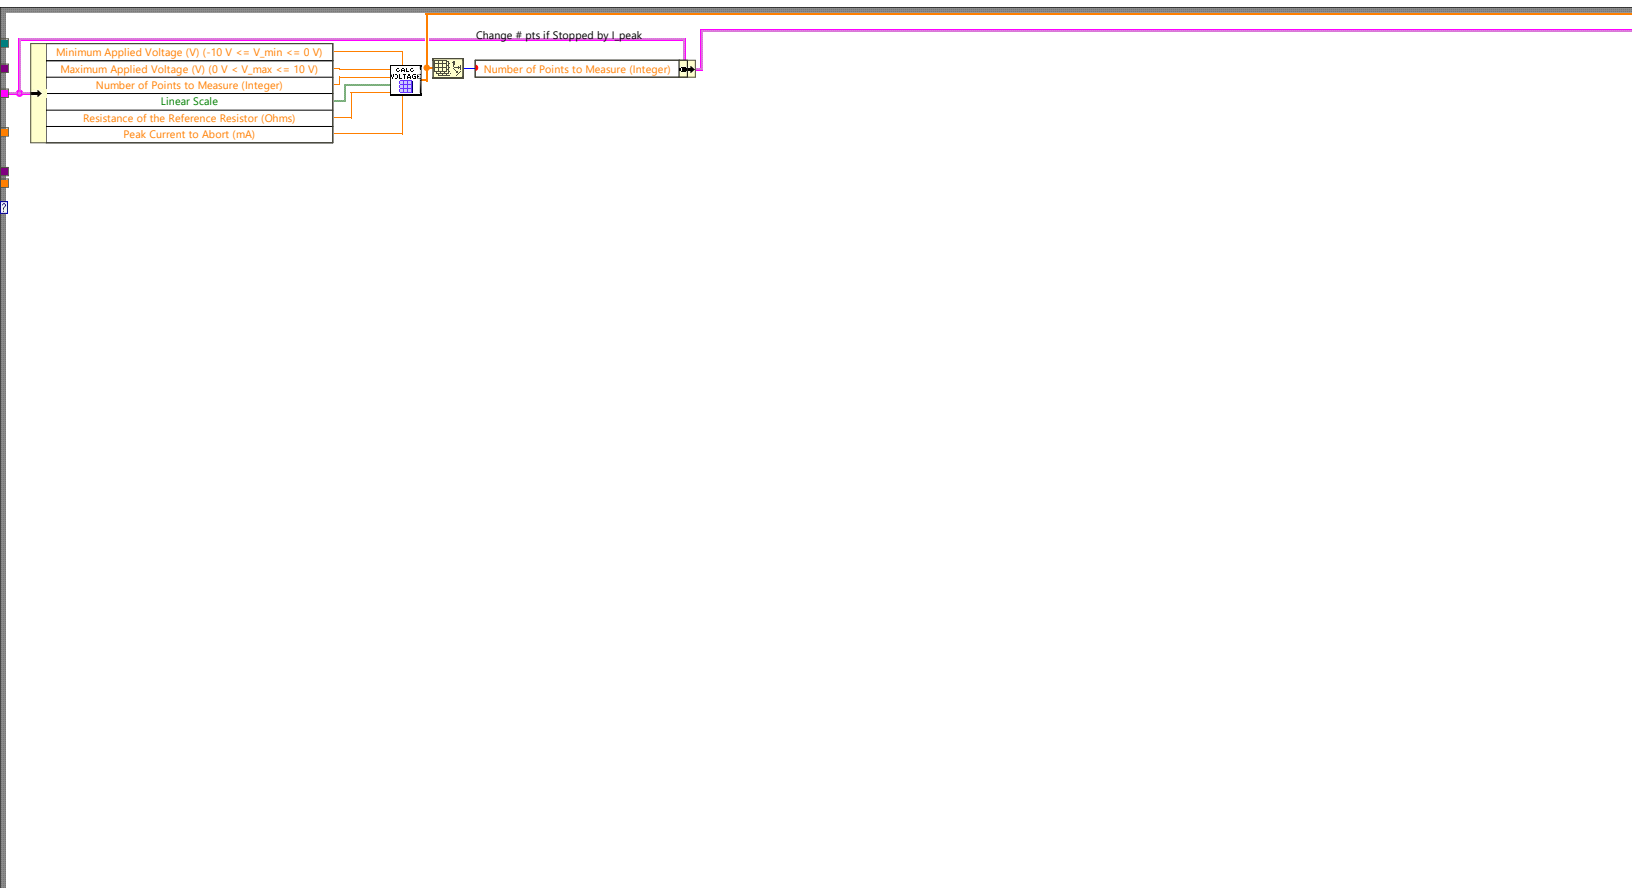 Change # pts if Stopped by I_peak
Minimum Applied Voltage (V) (-10 V <= V_min <= 0 V)
Maximum Applied Voltage (V) (0 V < V_max <= 10 V)
Number of Points to Measure (Integer)
Linear Scale
Resistance of the Reference Resistor (Ohms)
Peak Current to Abort (mA)
CALC
VOLTAGE
Number of Points to Measure (Integer)
?